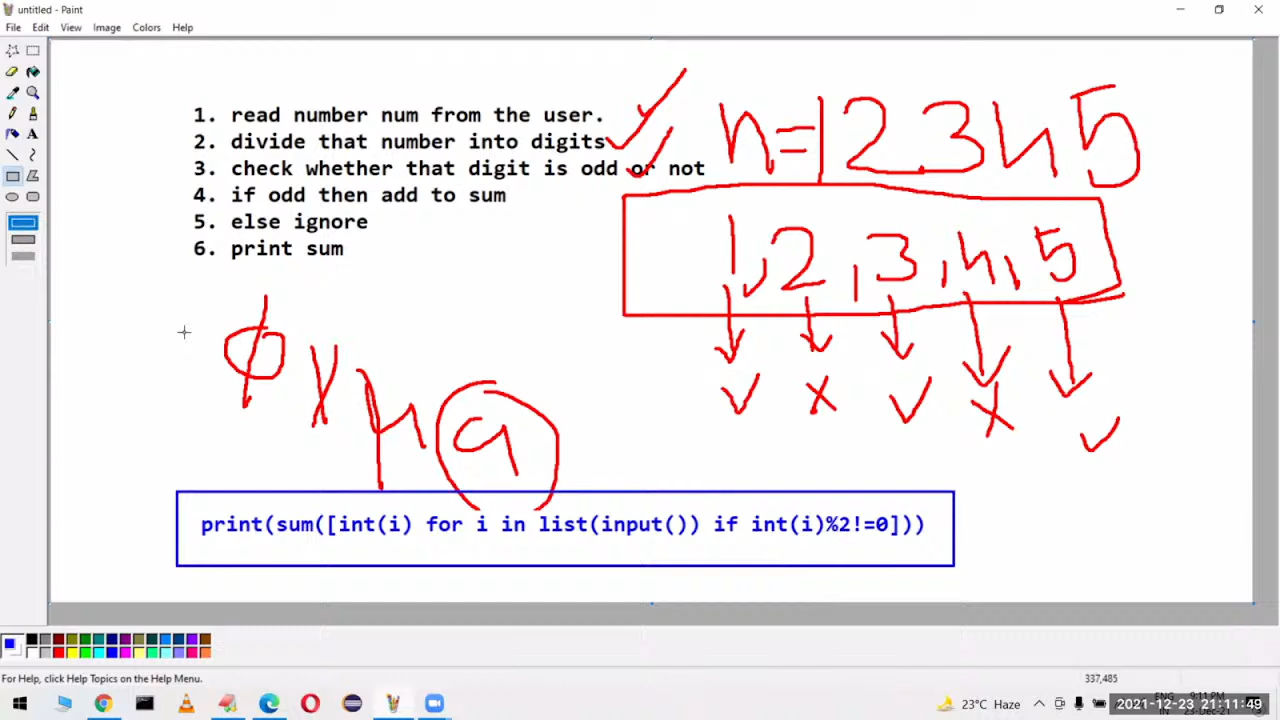 untitled - Paint
File Edit View Image Colors Help
1. read number num from the user.
2. divide that number into digits
3. check whether that digit is odd or not
4. if odd then add to sum
5. else ignore
6. print sum
n=12345
1,2,3,4,5
0 1 4 9
print(sum([int(i) for i in list(input()) if int(i)%2!=0]))
For Help, click Help Topics on the Help Menu.
337,485
23°C Haze
2021-12-23 21:11:49